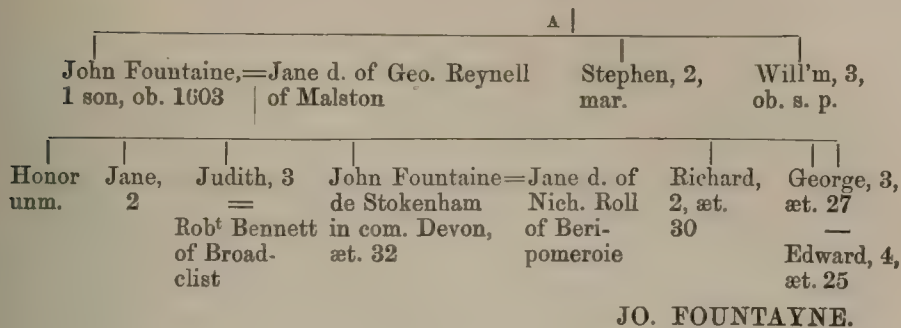 A
John Fountaine,=Jane d. of Geo. Reynell Stephen, 2, Will'm, 3,
1 son, ob. 1603 of Malston mar. ob. s. p.
Honor Jane, Judith, 3 John Fountaine=Jane d. of Richard, George, 3,
unm. 2 = de Stokenham Nich. Roll 2, æt. æt. 27
Robt Bennett in com. Devon, of Beri- 30 —
of Broad- æt. 32 pomeroie Edward, 4,
clist æt. 25
JO. FOUNTAYNE.